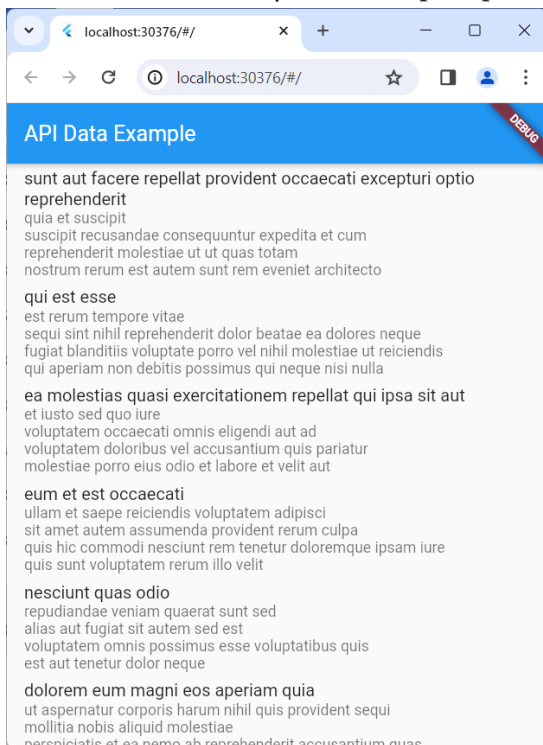 localhost:30376/#/
localhost:30376/#/
API Data Example
DEBUG
sunt aut facere repellat provident occaecati excepturi optio
reprehenderit
quia et suscipit
suscipit recusandae consequuntur expedita et cum
reprehenderit molestiae ut ut quas totam
nostrum rerum est autem sunt rem eveniet architecto
qui est esse
est rerum tempore vitae
sequi sint nihil reprehenderit dolor beatae ea dolores neque
fugiat blanditiis voluptate porro vel nihil molestiae ut reiciendis
qui aperiam non debitis possimus qui neque nisi nulla
ea molestias quasi exercitationem repellat qui ipsa sit aut
et iusto sed quo iure
voluptatem occaecati omnis eligendi aut ad
voluptatem doloribus vel accusantium quis pariatur
molestiae porro eius odio et labore et velit aut
eum et est occaecati
ullam et saepe reiciendis voluptatem adipisci
sit amet autem assumenda provident rerum culpa
quis hic commodi nesciunt rem tenetur doloremque ipsam iure
quis sunt voluptatem rerum illo velit
nesciunt quas odio
repudiandae veniam quaerat sunt sed
alias aut fugiat sit autem sed est
voluptatem omnis possimus esse voluptatibus quis
est aut tenetur dolor neque
dolorem eum magni eos aperiam quia
ut aspernatur corporis harum nihil quis provident sequi
mollitia nobis aliquid molestiae
perspiciatis et ea nemo ab reprehenderit accusantium quas